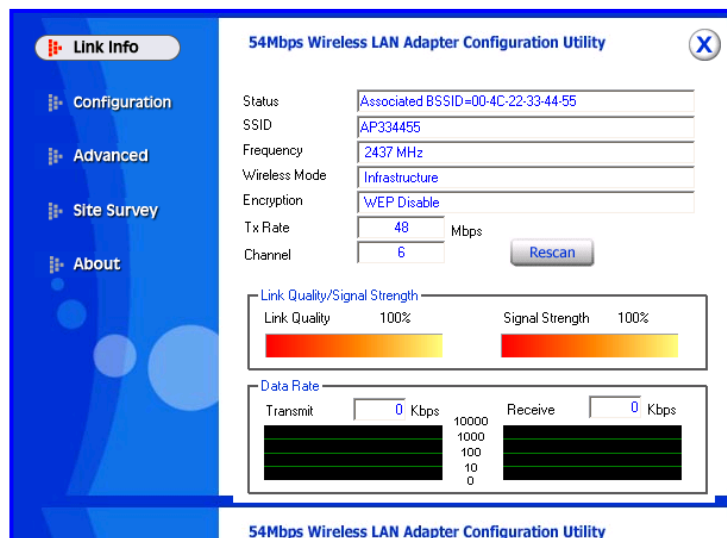 Link Info
Configuration
Advanced
Site Survey
About
54Mbps Wireless LAN Adapter Configuration Utility
X
Status Associated BSSID=00-4C-22-33-44-55
SSID AP334455
Frequency 2437 MHz
Wireless Mode Infrastructure
Encryption WEP Disable
Tx Rate 48 Mbps
Channel 6 Rescan
Link Quality/Signal Strength
Link Quality 100% Signal Strength 100%
Data Rate
Transmit 0 Kbps Receive 0 Kbps
10000
1000
100
10
0
54Mbps Wireless LAN Adapter Configuration Utility